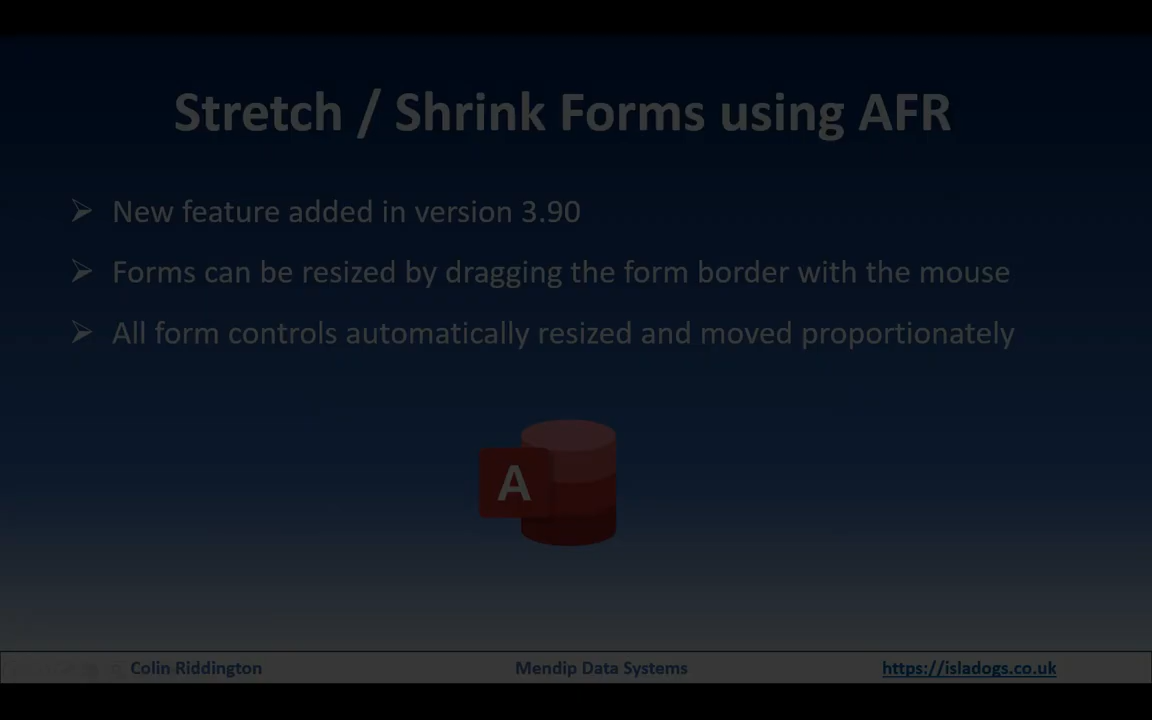 Stretch / Shrink Forms using AFR
New feature added in version 3.90
Forms can be resized by dragging the form border with the mouse
All form controls automatically resized and moved proportionately
A
Colin Riddington Mendip Data Systems https://isladogs.co.uk